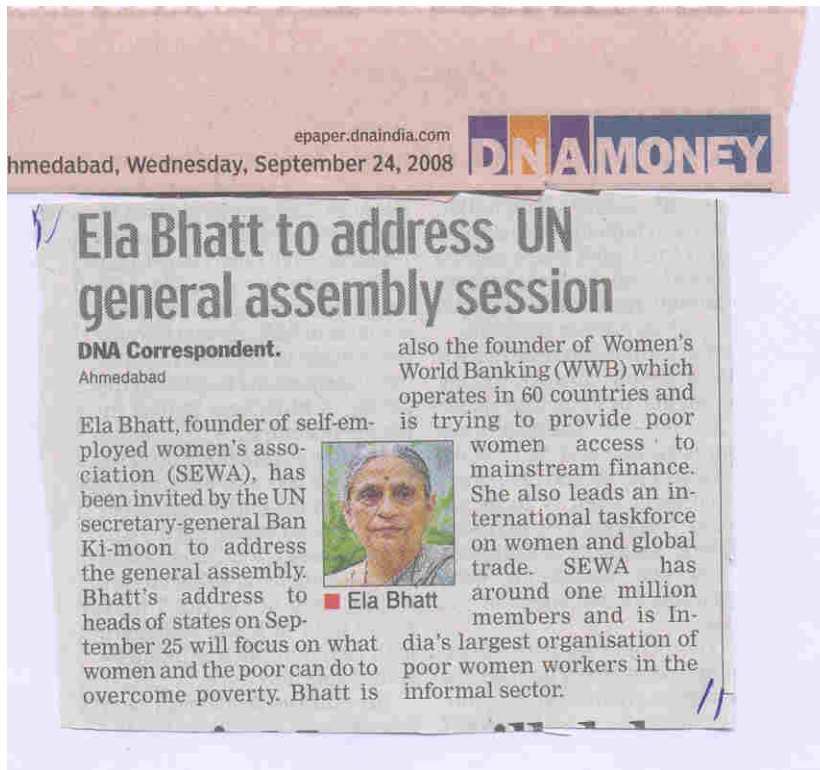 epaper.dnaindia.com
hmedabad, Wednesday, September 24, 2008
DNA MONEY
Ela Bhatt to address UN
general assembly session
DNA Correspondent.
Ahmedabad
Ela Bhatt, founder of self-em-
ployed women's asso-
ciation (SEWA), has
been invited by the UN
secretary-general Ban
Ki-moon to address
the general assembly.
Bhatt's address to
heads of states on Sep-
tember 25 will focus on what
women and the poor can do to
overcome poverty. Bhatt is
Ela Bhatt
also the founder of Women's
World Banking (WWB) which
operates in 60 countries and
is trying to provide poor
women access to
mainstream finance.
She also leads an in-
ternational taskforce
on women and global
trade. SEWA has
around one million
members and is In-
dia's largest organisation of
poor women workers in the
informal sector.